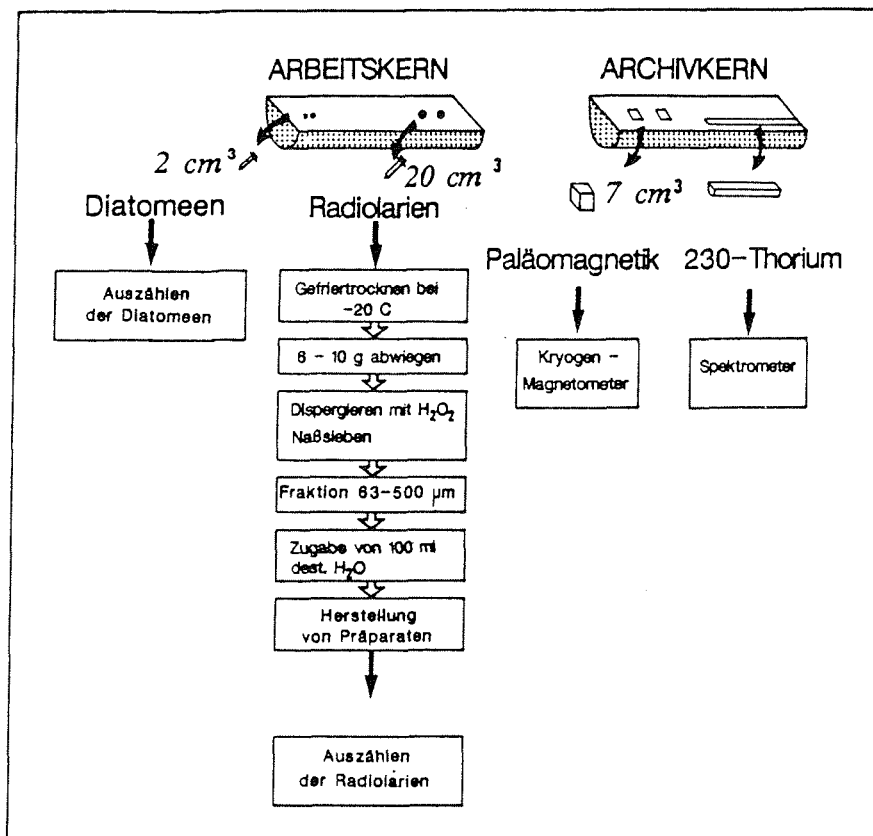 ARBEITSKERN
ARCHIVKERN
2 cm³
20 cm³
7 cm³
Diatomeen
Radiolarien
Paläomagnetik
230-Thorium
Auszählen
der Diatomeen
Gefriertrocknen bei
-20 C
6 - 10 g abwiegen
Dispergieren mit H₂O₂
Naßsieben
Fraktion 63-500 µm
Zugabe von 100 ml
dest. H₂O
Herstellung
von Präparaten
Auszählen
der Radiolarien
Kryogen -
Magnetometer
Spektrometer